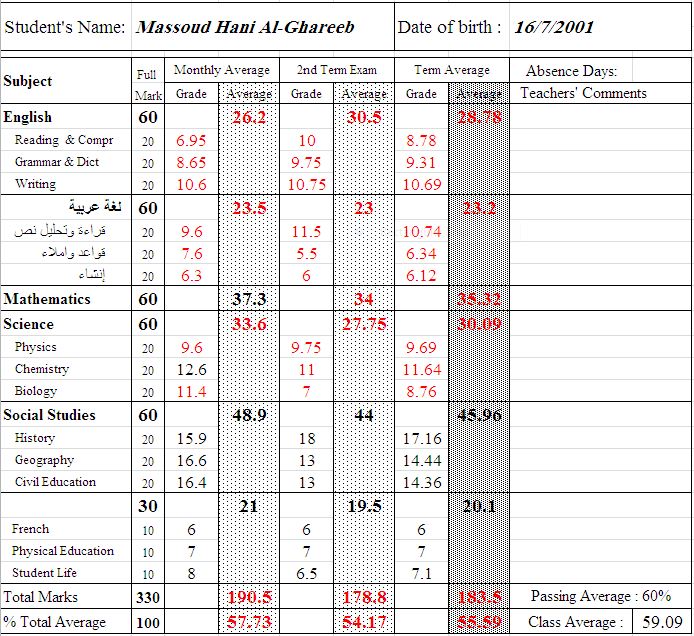 Student's Name: Massoud Hani Al-Ghareeb Date of birth : 16/7/2001
Subject Full Mark Monthly Average 2nd Term Exam Term Average Absence Days:
Grade Average Grade Average Grade Average Teachers' Comments
English 60 26.2 30.5 28.78
Reading & Compr 20 6.95 10 8.78
Grammar & Dict 20 8.65 9.75 9.31
Writing 20 10.6 10.75 10.69
لغة عربية 60 23.5 23 23.2
قراءة وتحليل نص 20 9.6 11.5 10.74
قواعد واملاء 20 7.6 5.5 6.34
إنشاء 20 6.3 6 6.12
Mathematics 60 37.3 34 35.32
Science 60 33.6 27.75 30.09
Physics 20 9.6 9.75 9.69
Chemistry 20 12.6 11 11.64
Biology 20 11.4 7 8.76
Social Studies 60 48.9 44 45.96
History 20 15.9 18 17.16
Geography 20 16.6 13 14.44
Civil Education 20 16.4 13 14.36
30 21 19.5 20.1
French 10 6 6 6
Physical Education 10 7 7 7
Student Life 10 8 6.5 7.1
Total Marks 330 190.5 178.8 183.5 Passing Average : 60%
% Total Average 100 57.73 54.17 55.59 Class Average : 59.09